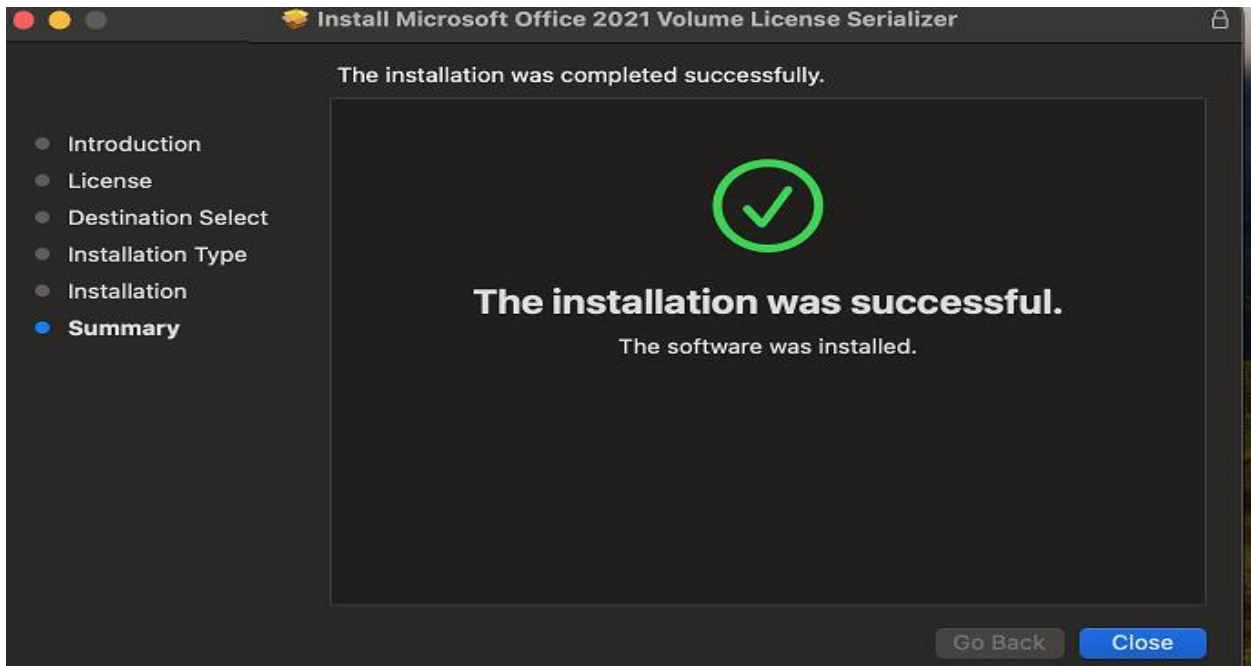 Install Microsoft Office 2021 Volume License Serializer
The installation was completed successfully.
Introduction
License
Destination Select
Installation Type
Installation
Summary
The installation was successful.
The software was installed.
Go Back
Close